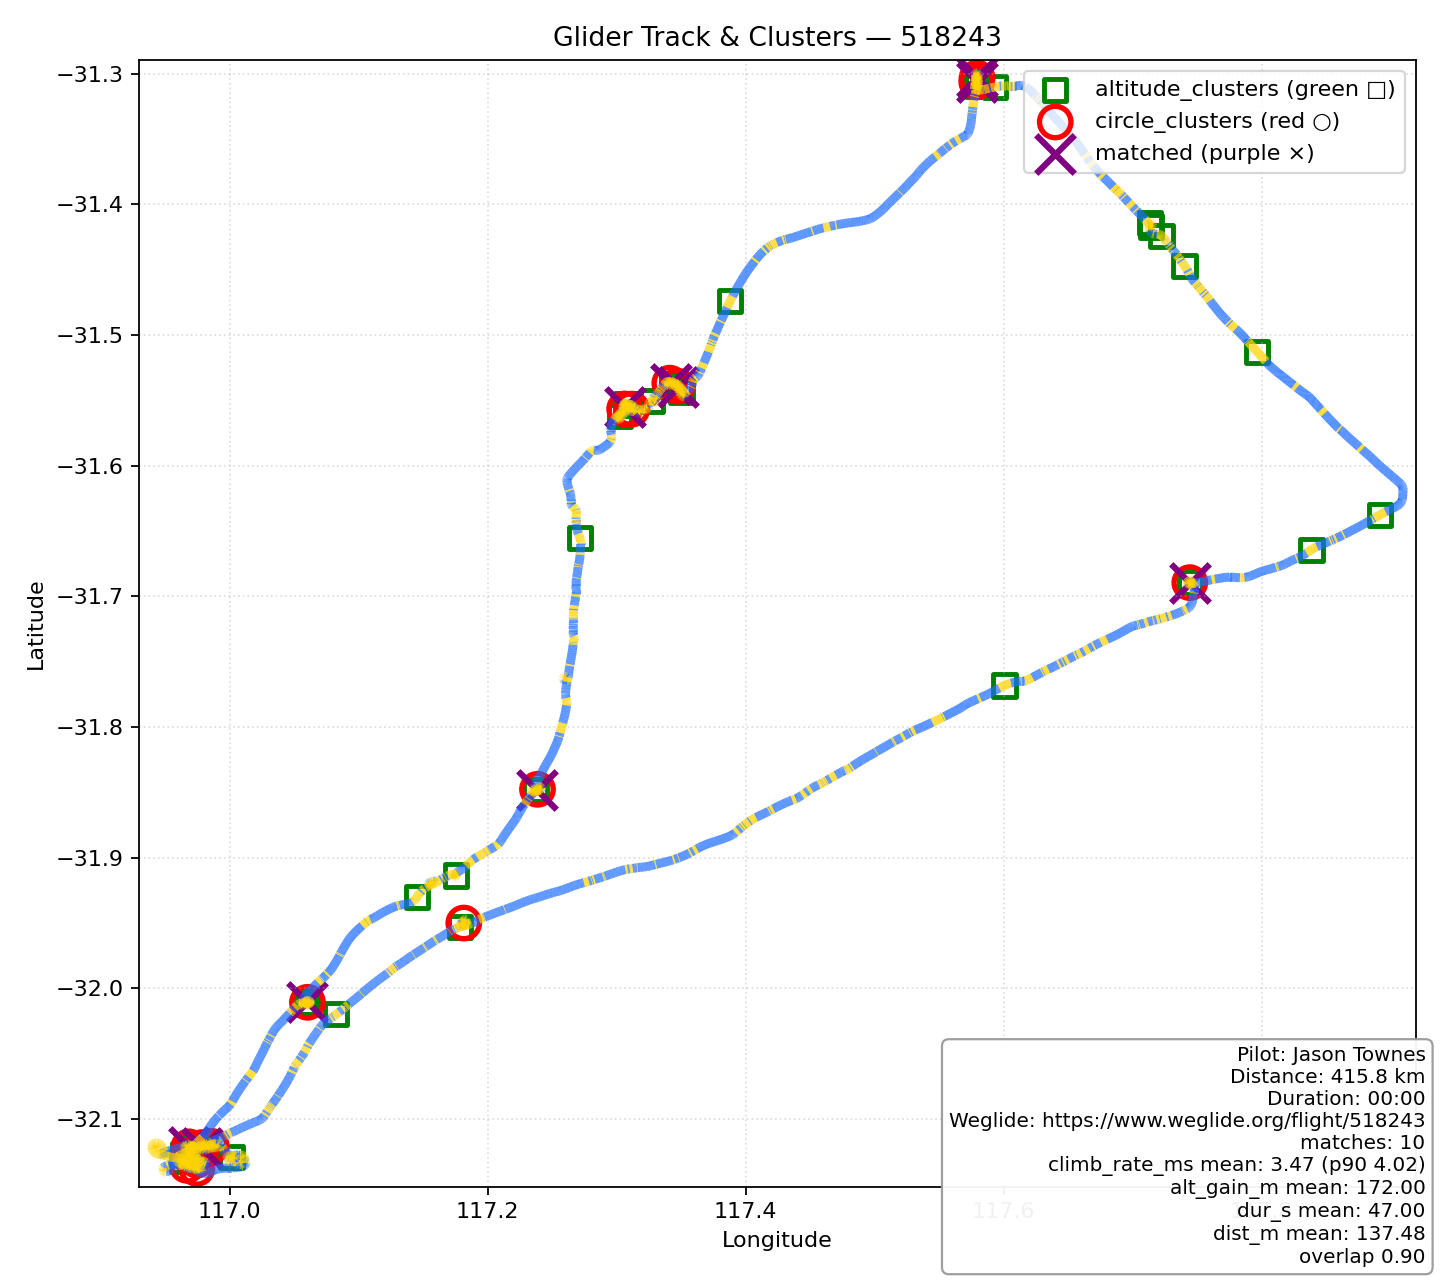 Glider Track & Clusters — 518243
altitude_clusters (green □)
circle_clusters (red ○)
matched (purple ×)
−31.3
−31.4
−31.5
−31.6
−31.7
−31.8
−31.9
−32.0
−32.1
Latitude
117.0
117.2
117.4
117.6
Longitude
Pilot: Jason Townes
Distance: 415.8 km
Duration: 00:00
Weglide: https://www.weglide.org/flight/518243
matches: 10
climb_rate_ms mean: 3.47 (p90 4.02)
alt_gain_m mean: 172.00
dur_s mean: 47.00
dist_m mean: 137.48
overlap 0.90